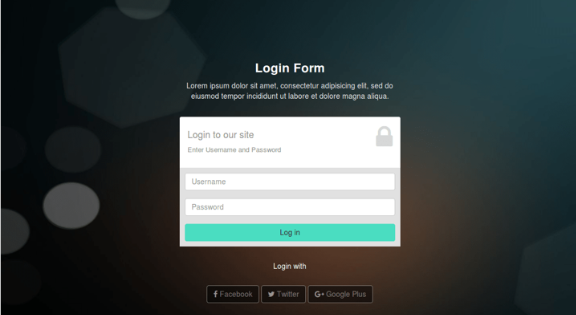 Login Form
Lorem ipsum dolor sit amet, consectetur adipisicing elit, sed do
eiusmod tempor incididunt ut labore et dolore magna aliqua.
Login to our site
Enter Username and Password
Username
Password
Log in
Login with
Facebook Twitter Google Plus